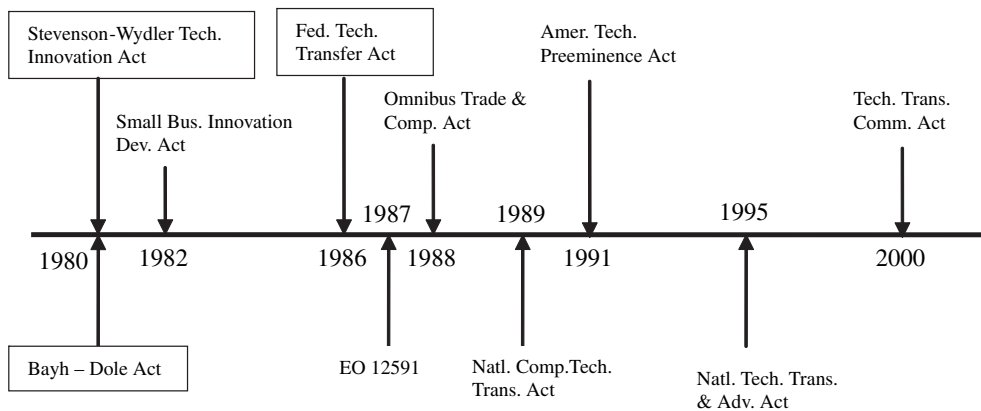 Stevenson-Wydler Tech.
Innovation Act
Fed. Tech.
Transfer Act
Amer. Tech.
Preeminence Act
Small Bus. Innovation
Dev. Act
Omnibus Trade &
Comp. Act
Tech. Trans.
Comm. Act
1987
1989
1995
1980
1982
1986
1988
1991
2000
Bayh – Dole Act
EO 12591
Natl. Comp.Tech.
Trans. Act
Natl. Tech. Trans.
& Adv. Act